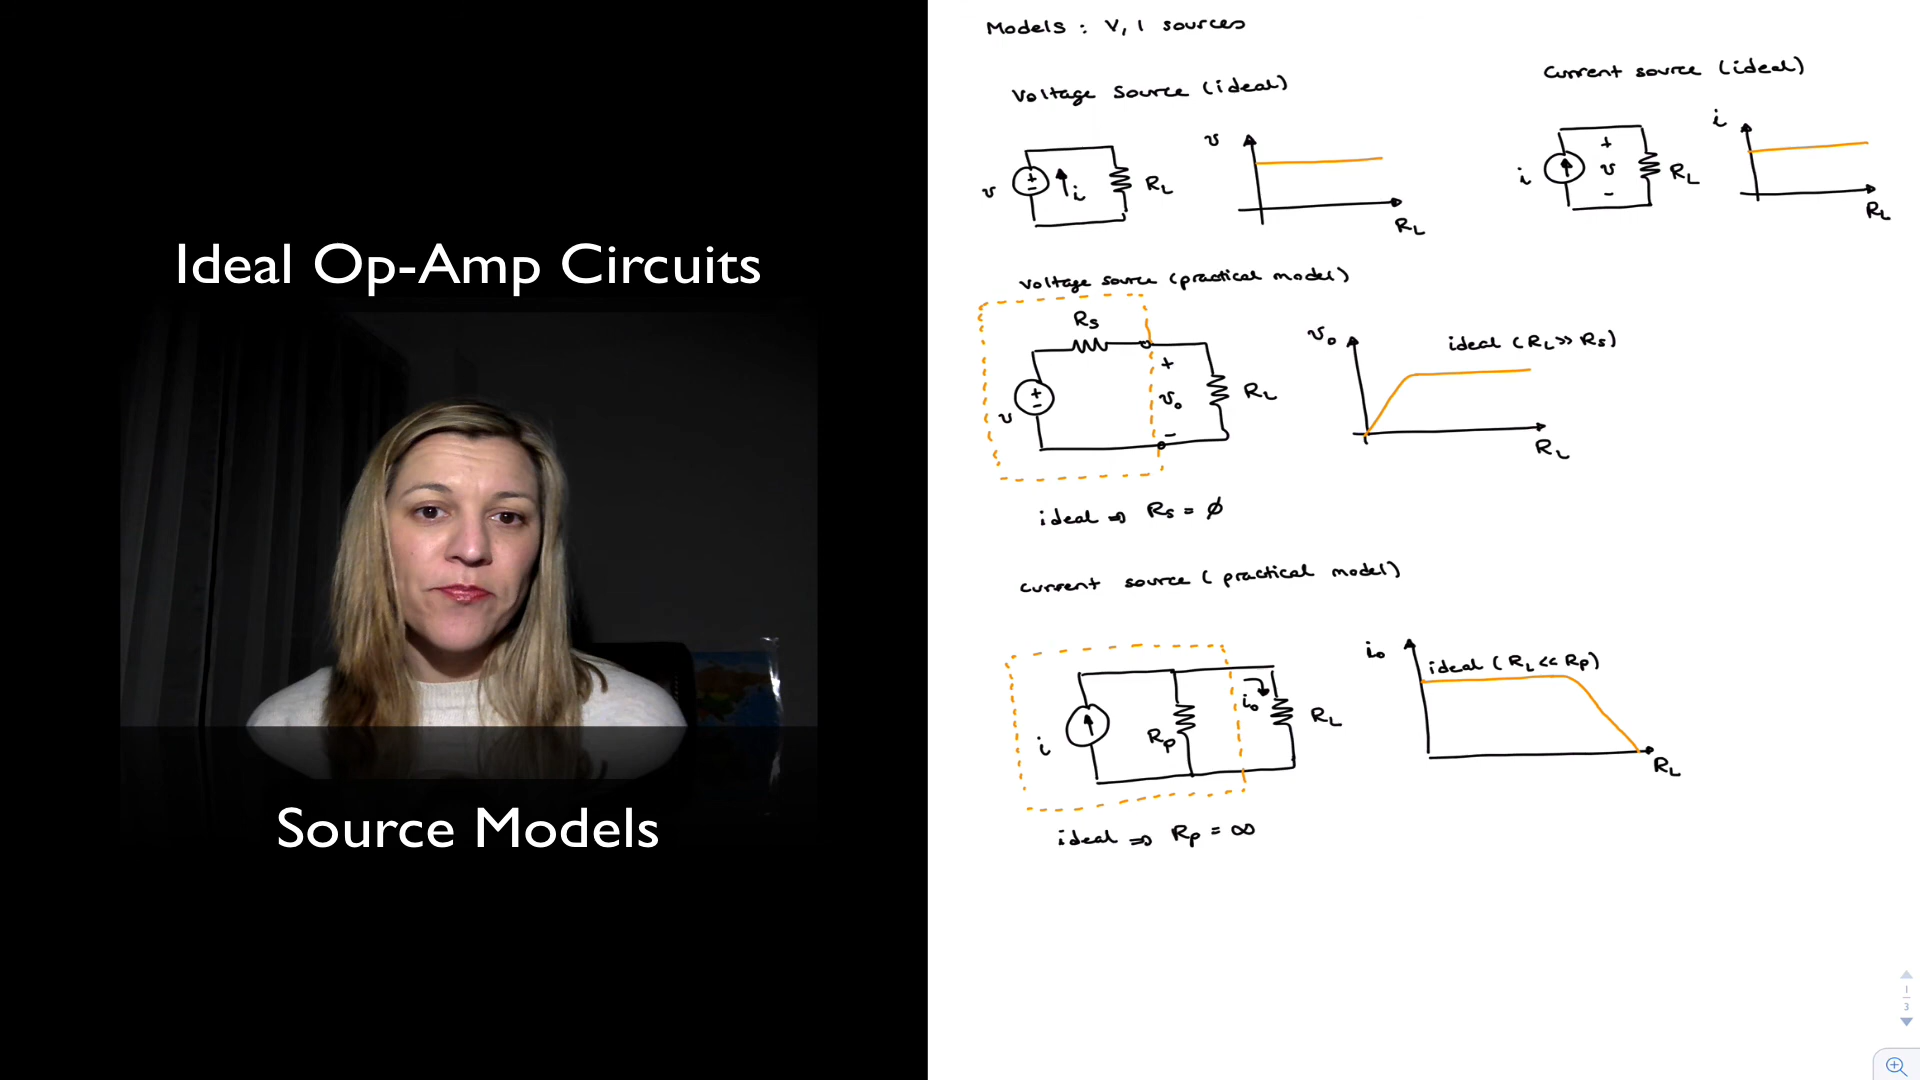 Ideal Op-Amp Circuits
Source Models
Models : V, I sources
Voltage Source (ideal)
v
i
RL
v
RL
Current source (ideal)
i
+
v
-
RL
i
RL
Voltage source (practical model)
Rs
v
+
vo
-
RL
vo
ideal (RL >> Rs)
RL
ideal ⇒ Rs = ∅
Current source (practical model)
i
Rp
io
RL
io
ideal (RL << Rp)
RL
ideal ⇒ Rp = ∞
1
3